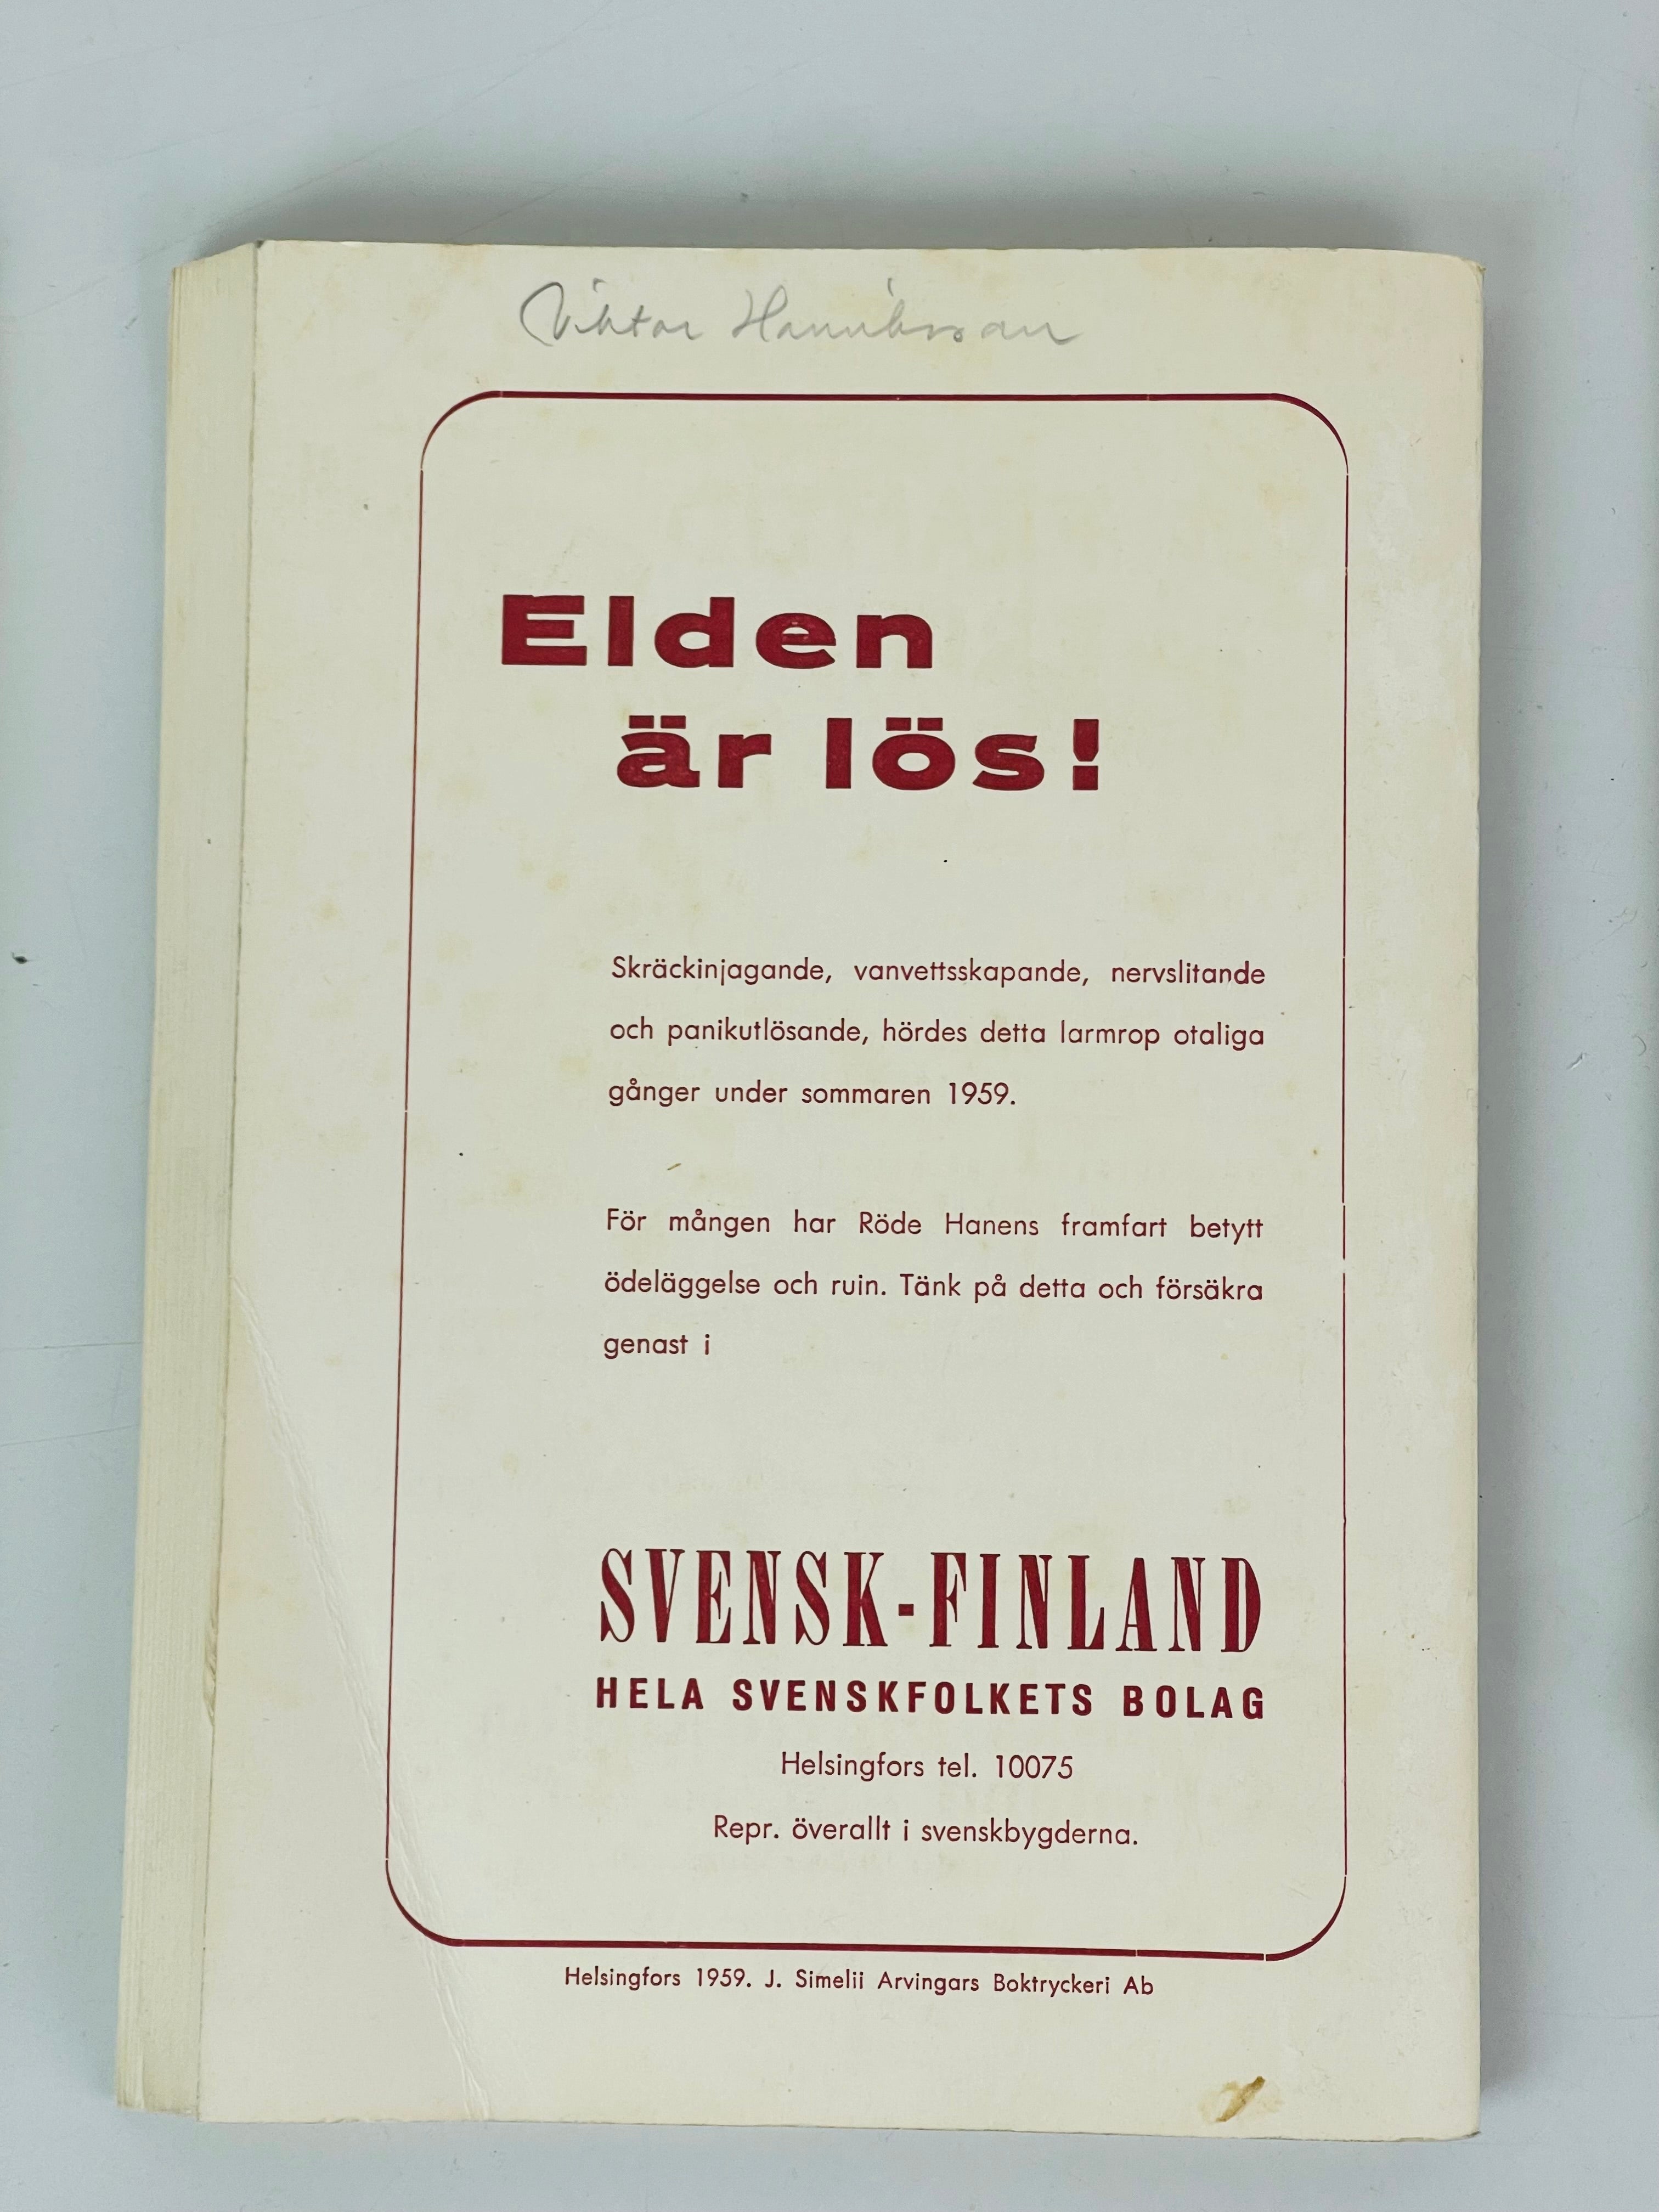 Viktor
Elden
är lös!
Skräckinjagande, vanvettsskapande, nervslitande
och panikutlösande, hördes detta larmrop otaliga
gånger under sommaren 1959.
För mången har Röde Hanens framfart betytt
ödeläggelse och ruin. Tänk på detta och försäkra
genast i
SVENSK-FINLAND
HELA SVENSKFOLKETS BOLAG
Helsingfors tel. 10075
Repr. överallt i svenskbygderna.
Helsingfors 1959. J. Simelii Arvingars Boktryckeri Ab